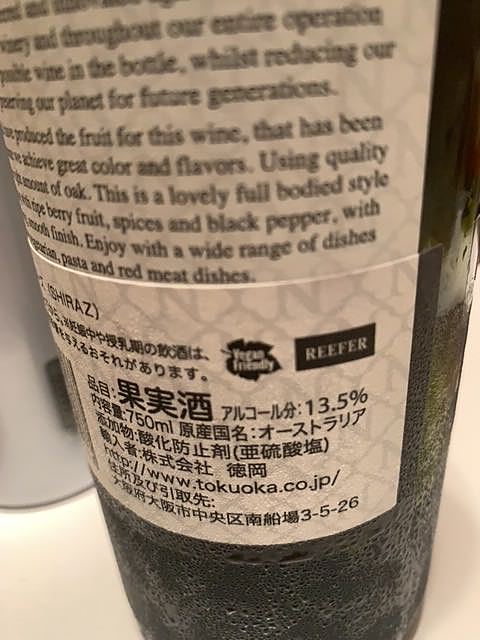 our entire operation
and throughout
wine in the bottle, whilst reducing our
our planet for future generations.
produced the fruit for this wine, that has been
achieve great color and flavors. Using quality
amount of oak. This is a lovely full bodied style
ripe berry fruit, spices and black pepper, with
smooth finish. Enjoy with a wide range of dishes
pasta and red meat dishes.
(SHIRAZ)
妊娠中や授乳期の飲酒は、
を与えるおそれがあります。
Vegan
friendly
REEFER
品目:果実酒 アルコール分:13.5%
内容量:750ml 原産国名:オーストラリア
添加物:酸化防止剤(亜硫酸塩)
輸入者:株式会社 徳岡
http://www.tokuoka.co.jp/
住所及び引取先:
大阪府大阪市中央区南船場3-5-26